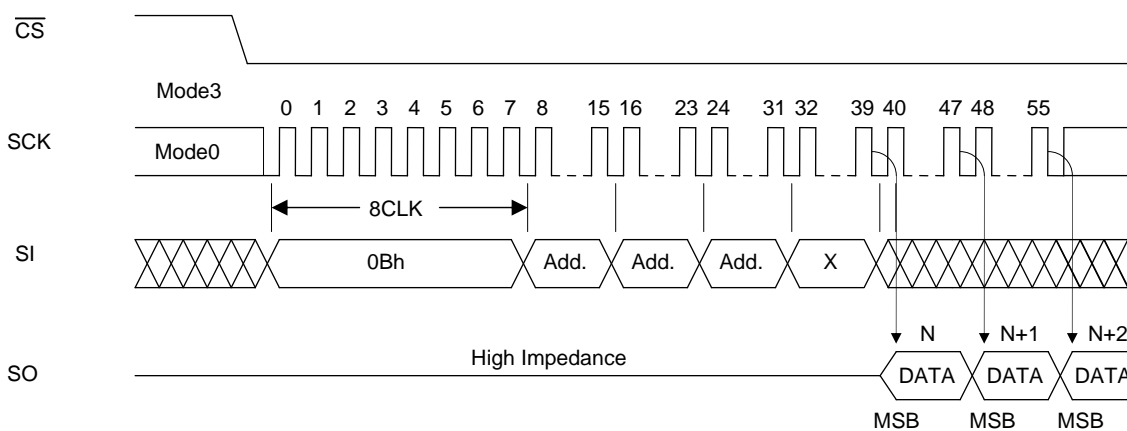 CS
Mode3
0 1 2 3 4 5 6 7 8 15 16 23 24 31 32 39 40 47 48 55
SCK
Mode0
8CLK
SI
0Bh Add. Add. Add. X
N N+1 N+2
High Impedance
SO
DATA DATA DATA
MSB MSB MSB